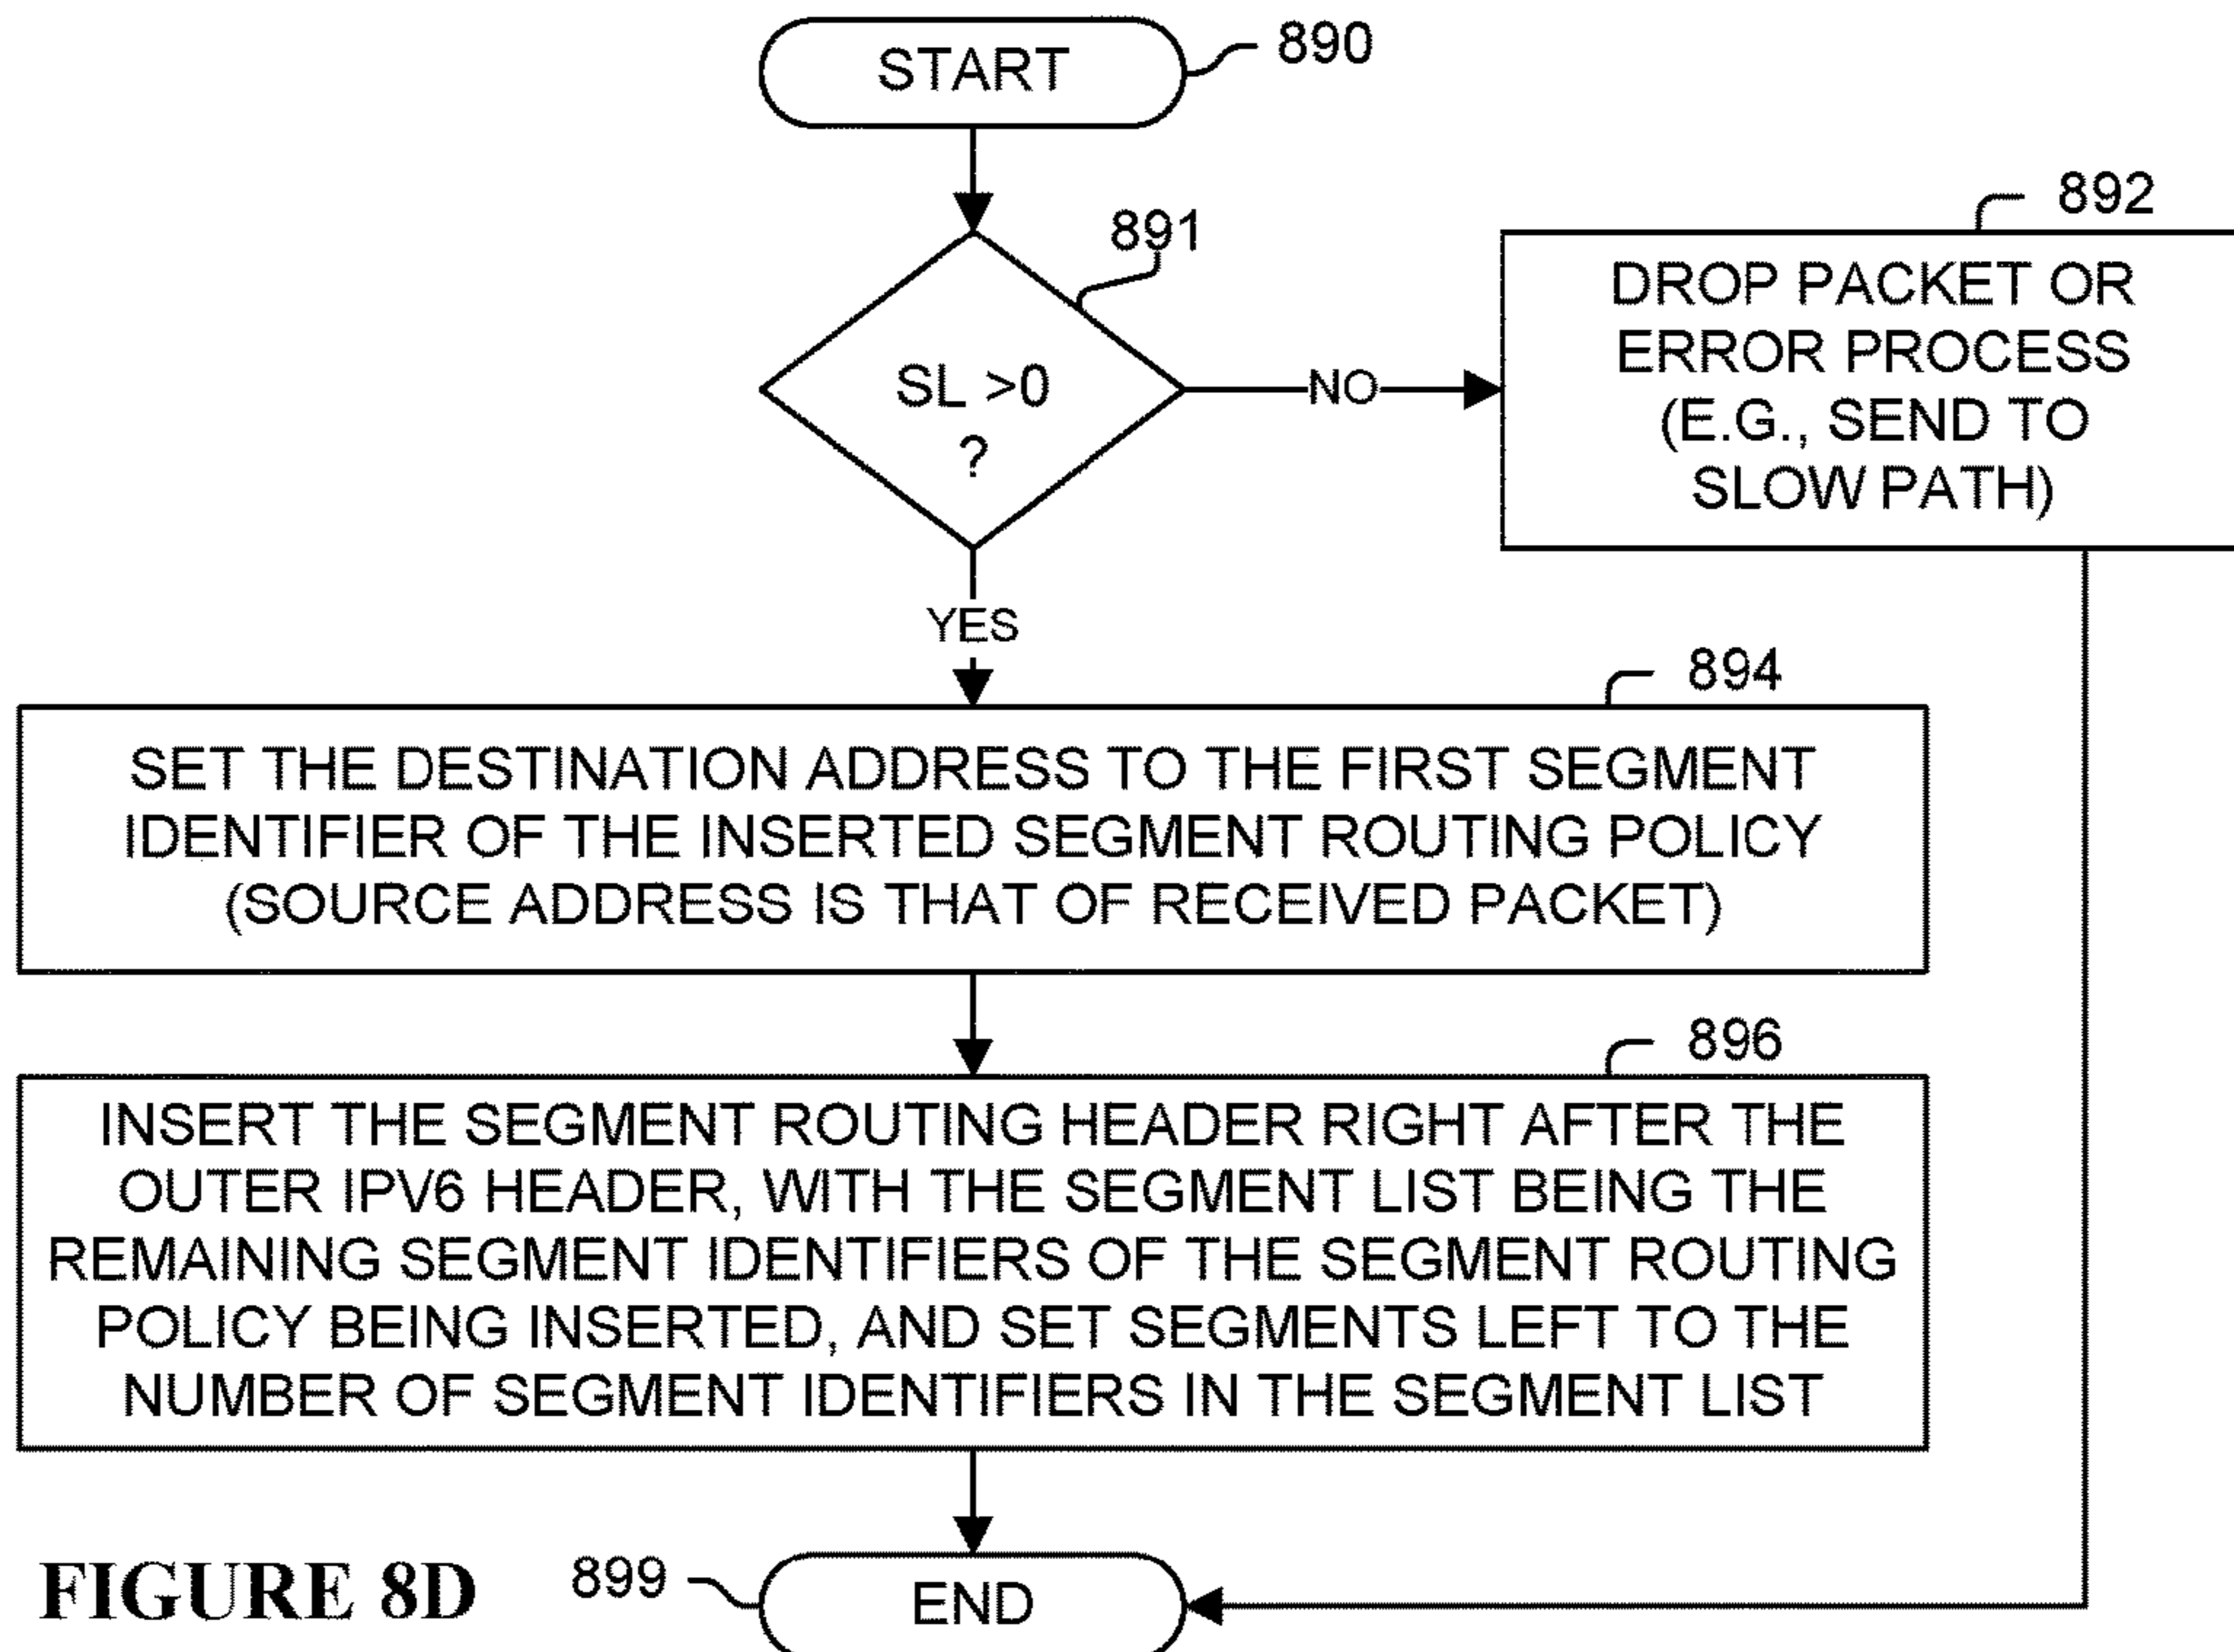 START
890
891
SL >0
?
NO
892
DROP PACKET OR
ERROR PROCESS
(E.G., SEND TO
SLOW PATH)
YES
894
SET THE DESTINATION ADDRESS TO THE FIRST SEGMENT
IDENTIFIER OF THE INSERTED SEGMENT ROUTING POLICY
(SOURCE ADDRESS IS THAT OF RECEIVED PACKET)
896
INSERT THE SEGMENT ROUTING HEADER RIGHT AFTER THE
OUTER IPV6 HEADER, WITH THE SEGMENT LIST BEING THE
REMAINING SEGMENT IDENTIFIERS OF THE SEGMENT ROUTING
POLICY BEING INSERTED, AND SET SEGMENTS LEFT TO THE
NUMBER OF SEGMENT IDENTIFIERS IN THE SEGMENT LIST
FIGURE 8D
899
END